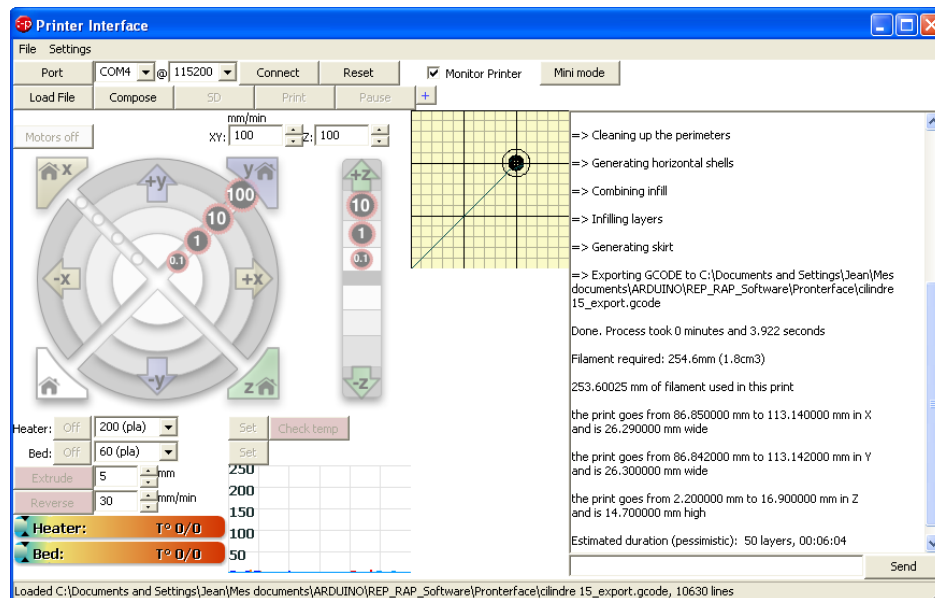 Printer Interface
File Settings
Port COM4 @ 115200 Connect Reset Monitor Printer Mini mode
Load File Compose SD Print Pause +
mm/min
Motors off XY: 100 Z: 100
x y
+y +z
100
10 10
1 1
0.1 0.1
-x +x
-y -z
z
Heater: Off 200 (pla) Set Check temp
Bed: Off 60 (pla) Set
Extrude 5 mm
Reverse 30 mm/min
Heater: T° 0/0
Bed: T° 0/0
250
200
150
100
50
=> Cleaning up the perimeters
=> Generating horizontal shells
=> Combining infill
=> Infilling layers
=> Generating skirt
=> Exporting GCODE to C:\Documents and Settings\Jean\Mes
documents\ARDUINO\REP_RAP_Software\Pronterface\cilindre
15_export.gcode
Done. Process took 0 minutes and 3.922 seconds
Filament required: 254.6mm (1.8cm3)
253.60025 mm of filament used in this print
the print goes from 86.850000 mm to 113.140000 mm in X
and is 26.290000 mm wide
the print goes from 86.842000 mm to 113.142000 mm in Y
and is 26.300000 mm wide
the print goes from 2.200000 mm to 16.900000 mm in Z
and is 14.700000 mm high
Estimated duration (pessimistic): 50 layers, 00:06:04
Send
Loaded C:\Documents and Settings\Jean\Mes documents\ARDUINO\REP_RAP_Software\Pronterface\cilindre 15_export.gcode, 10630 lines